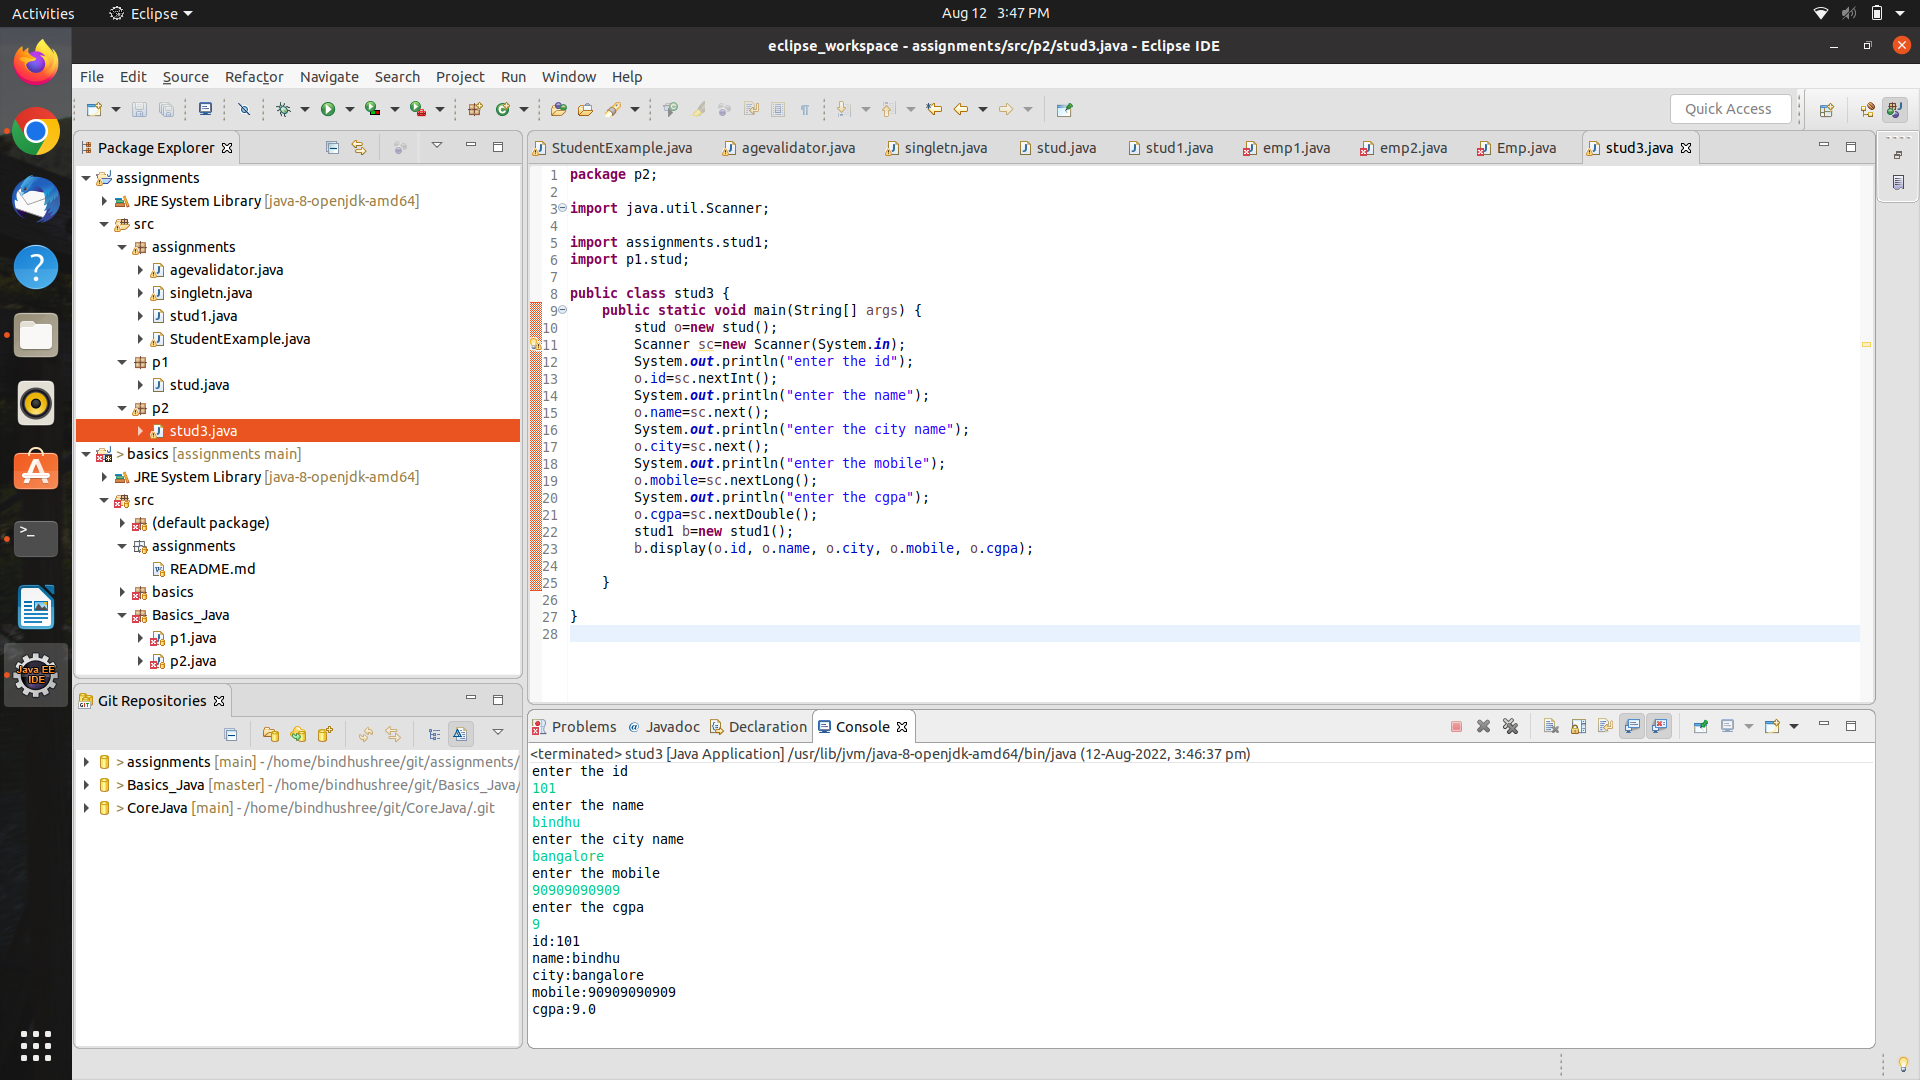 Activities Eclipse Aug 12 3:47 PM
eclipse_workspace - assignments/src/p2/stud3.java - Eclipse IDE
File Edit Source Refactor Navigate Search Project Run Window Help
Quick Access
Package Explorer
assignments
JRE System Library [java-8-openjdk-amd64]
src
assignments
agevalidator.java
singletn.java
stud1.java
StudentExample.java
p1
stud.java
p2
stud3.java
> basics [assignments main]
JRE System Library [java-8-openjdk-amd64]
src
(default package)
assignments
README.md
basics
Basics_Java
p1.java
p2.java
Git Repositories
> assignments [main] - /home/bindhushree/git/assignments/
> Basics_Java [master] - /home/bindhushree/git/Basics_Java/
> CoreJava [main] - /home/bindhushree/git/CoreJava/.git
StudentExample.java agevalidator.java singletn.java stud.java stud1.java emp1.java emp2.java Emp.java stud3.java
1 package p2;
2
3 import java.util.Scanner;
4
5 import assignments.stud1;
6 import p1.stud;
7
8 public class stud3 {
9 public static void main(String[] args) {
10 stud o=new stud();
11 Scanner sc=new Scanner(System.in);
12 System.out.println("enter the id");
13 o.id=sc.nextInt();
14 System.out.println("enter the name");
15 o.name=sc.next();
16 System.out.println("enter the city name");
17 o.city=sc.next();
18 System.out.println("enter the mobile");
19 o.mobile=sc.nextLong();
20 System.out.println("enter the cgpa");
21 o.cgpa=sc.nextDouble();
22 stud1 b=new stud1();
23 b.display(o.id, o.name, o.city, o.mobile, o.cgpa);
24
25 }
26
27 }
28
Problems @ Javadoc Declaration Console
<terminated> stud3 [Java Application] /usr/lib/jvm/java-8-openjdk-amd64/bin/java (12-Aug-2022, 3:46:37 pm)
enter the id
101
enter the name
bindhu
enter the city name
bangalore
enter the mobile
90909090909
enter the cgpa
9
id:101
name:bindhu
city:bangalore
mobile:90909090909
cgpa:9.0
Java EE
IDE